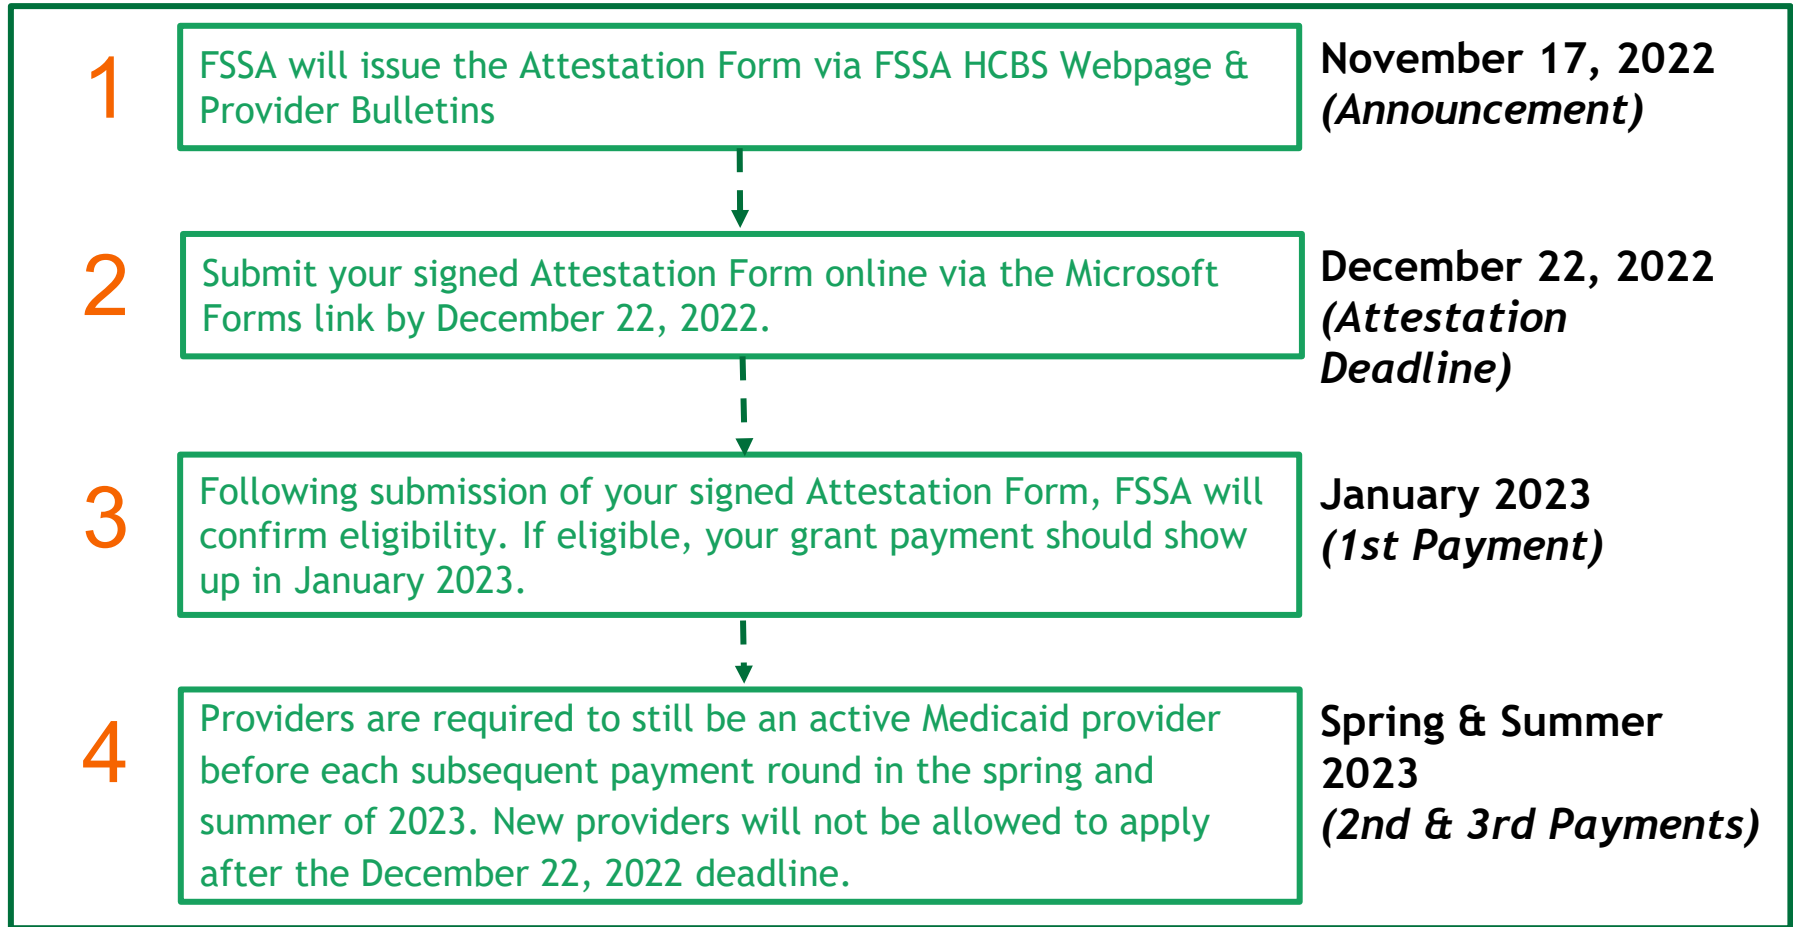 1
FSSA will issue the Attestation Form via FSSA HCBS Webpage &
Provider Bulletins
November 17, 2022
(Announcement)
2
Submit your signed Attestation Form online via the Microsoft
Forms link by December 22, 2022.
December 22, 2022
(Attestation
Deadline)
3
Following submission of your signed Attestation Form, FSSA will
confirm eligibility. If eligible, your grant payment should show
up in January 2023.
January 2023
(1st Payment)
4
Providers are required to still be an active Medicaid provider
before each subsequent payment round in the spring and
summer of 2023. New providers will not be allowed to apply
after the December 22, 2022 deadline.
Spring & Summer
2023
(2nd & 3rd Payments)